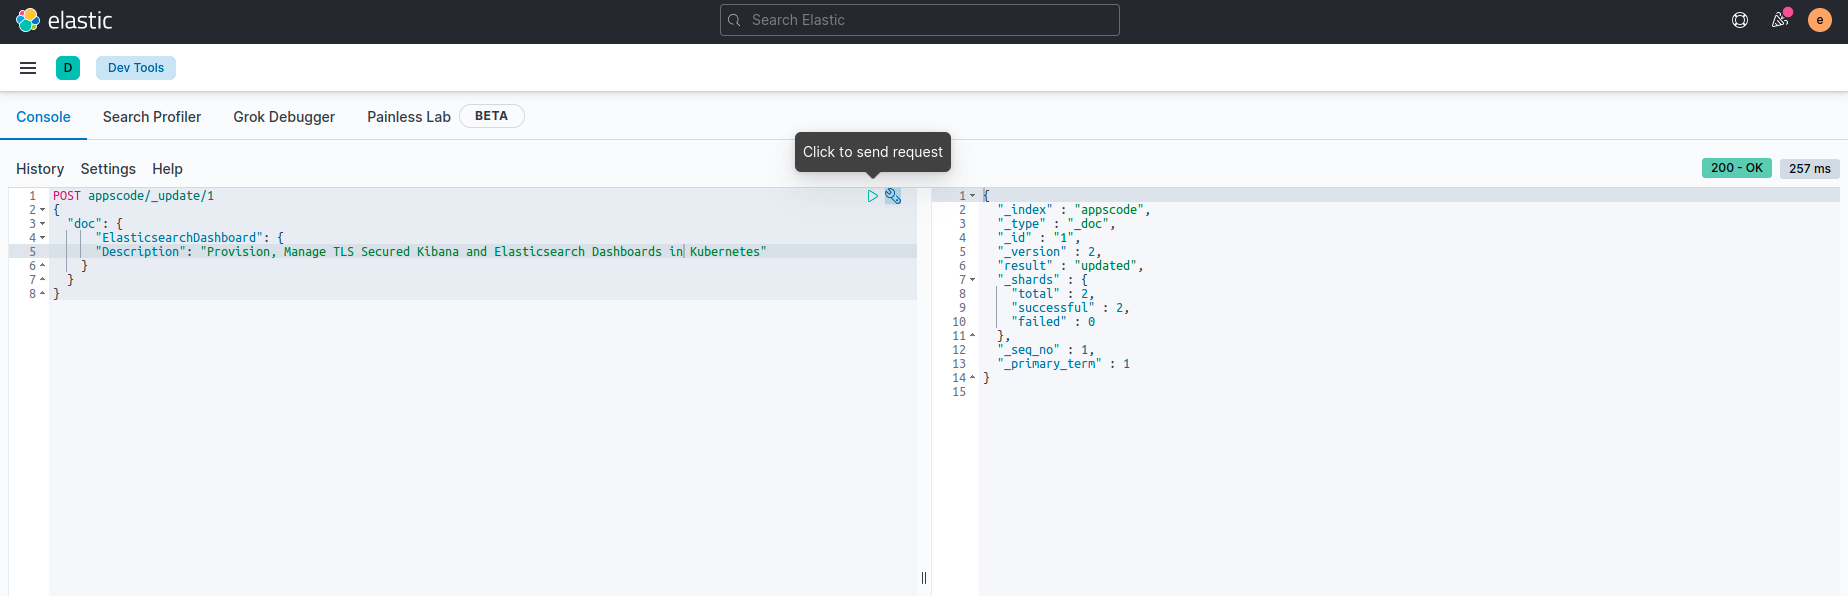 elastic
Search Elastic
e
D
Dev Tools
Console Search Profiler Grok Debugger Painless Lab BETA
Click to send request
History Settings Help
200 - OK 257 ms
1 POST appscode/_update/1
2 {
3   "doc": {
4       "ElasticsearchDashboard": {
5       "Description": "Provision, Manage TLS Secured Kibana and Elasticsearch Dashboards in Kubernetes"
6     }
7   }
8 }
1 {
2   "_index" : "appscode",
3   "_type" : "_doc",
4   "_id" : "1",
5   "_version" : 2,
6   "result" : "updated",
7   "_shards" : {
8     "total" : 2,
9     "successful" : 2,
10     "failed" : 0
11   },
12   "_seq_no" : 1,
13   "_primary_term" : 1
14 }
15